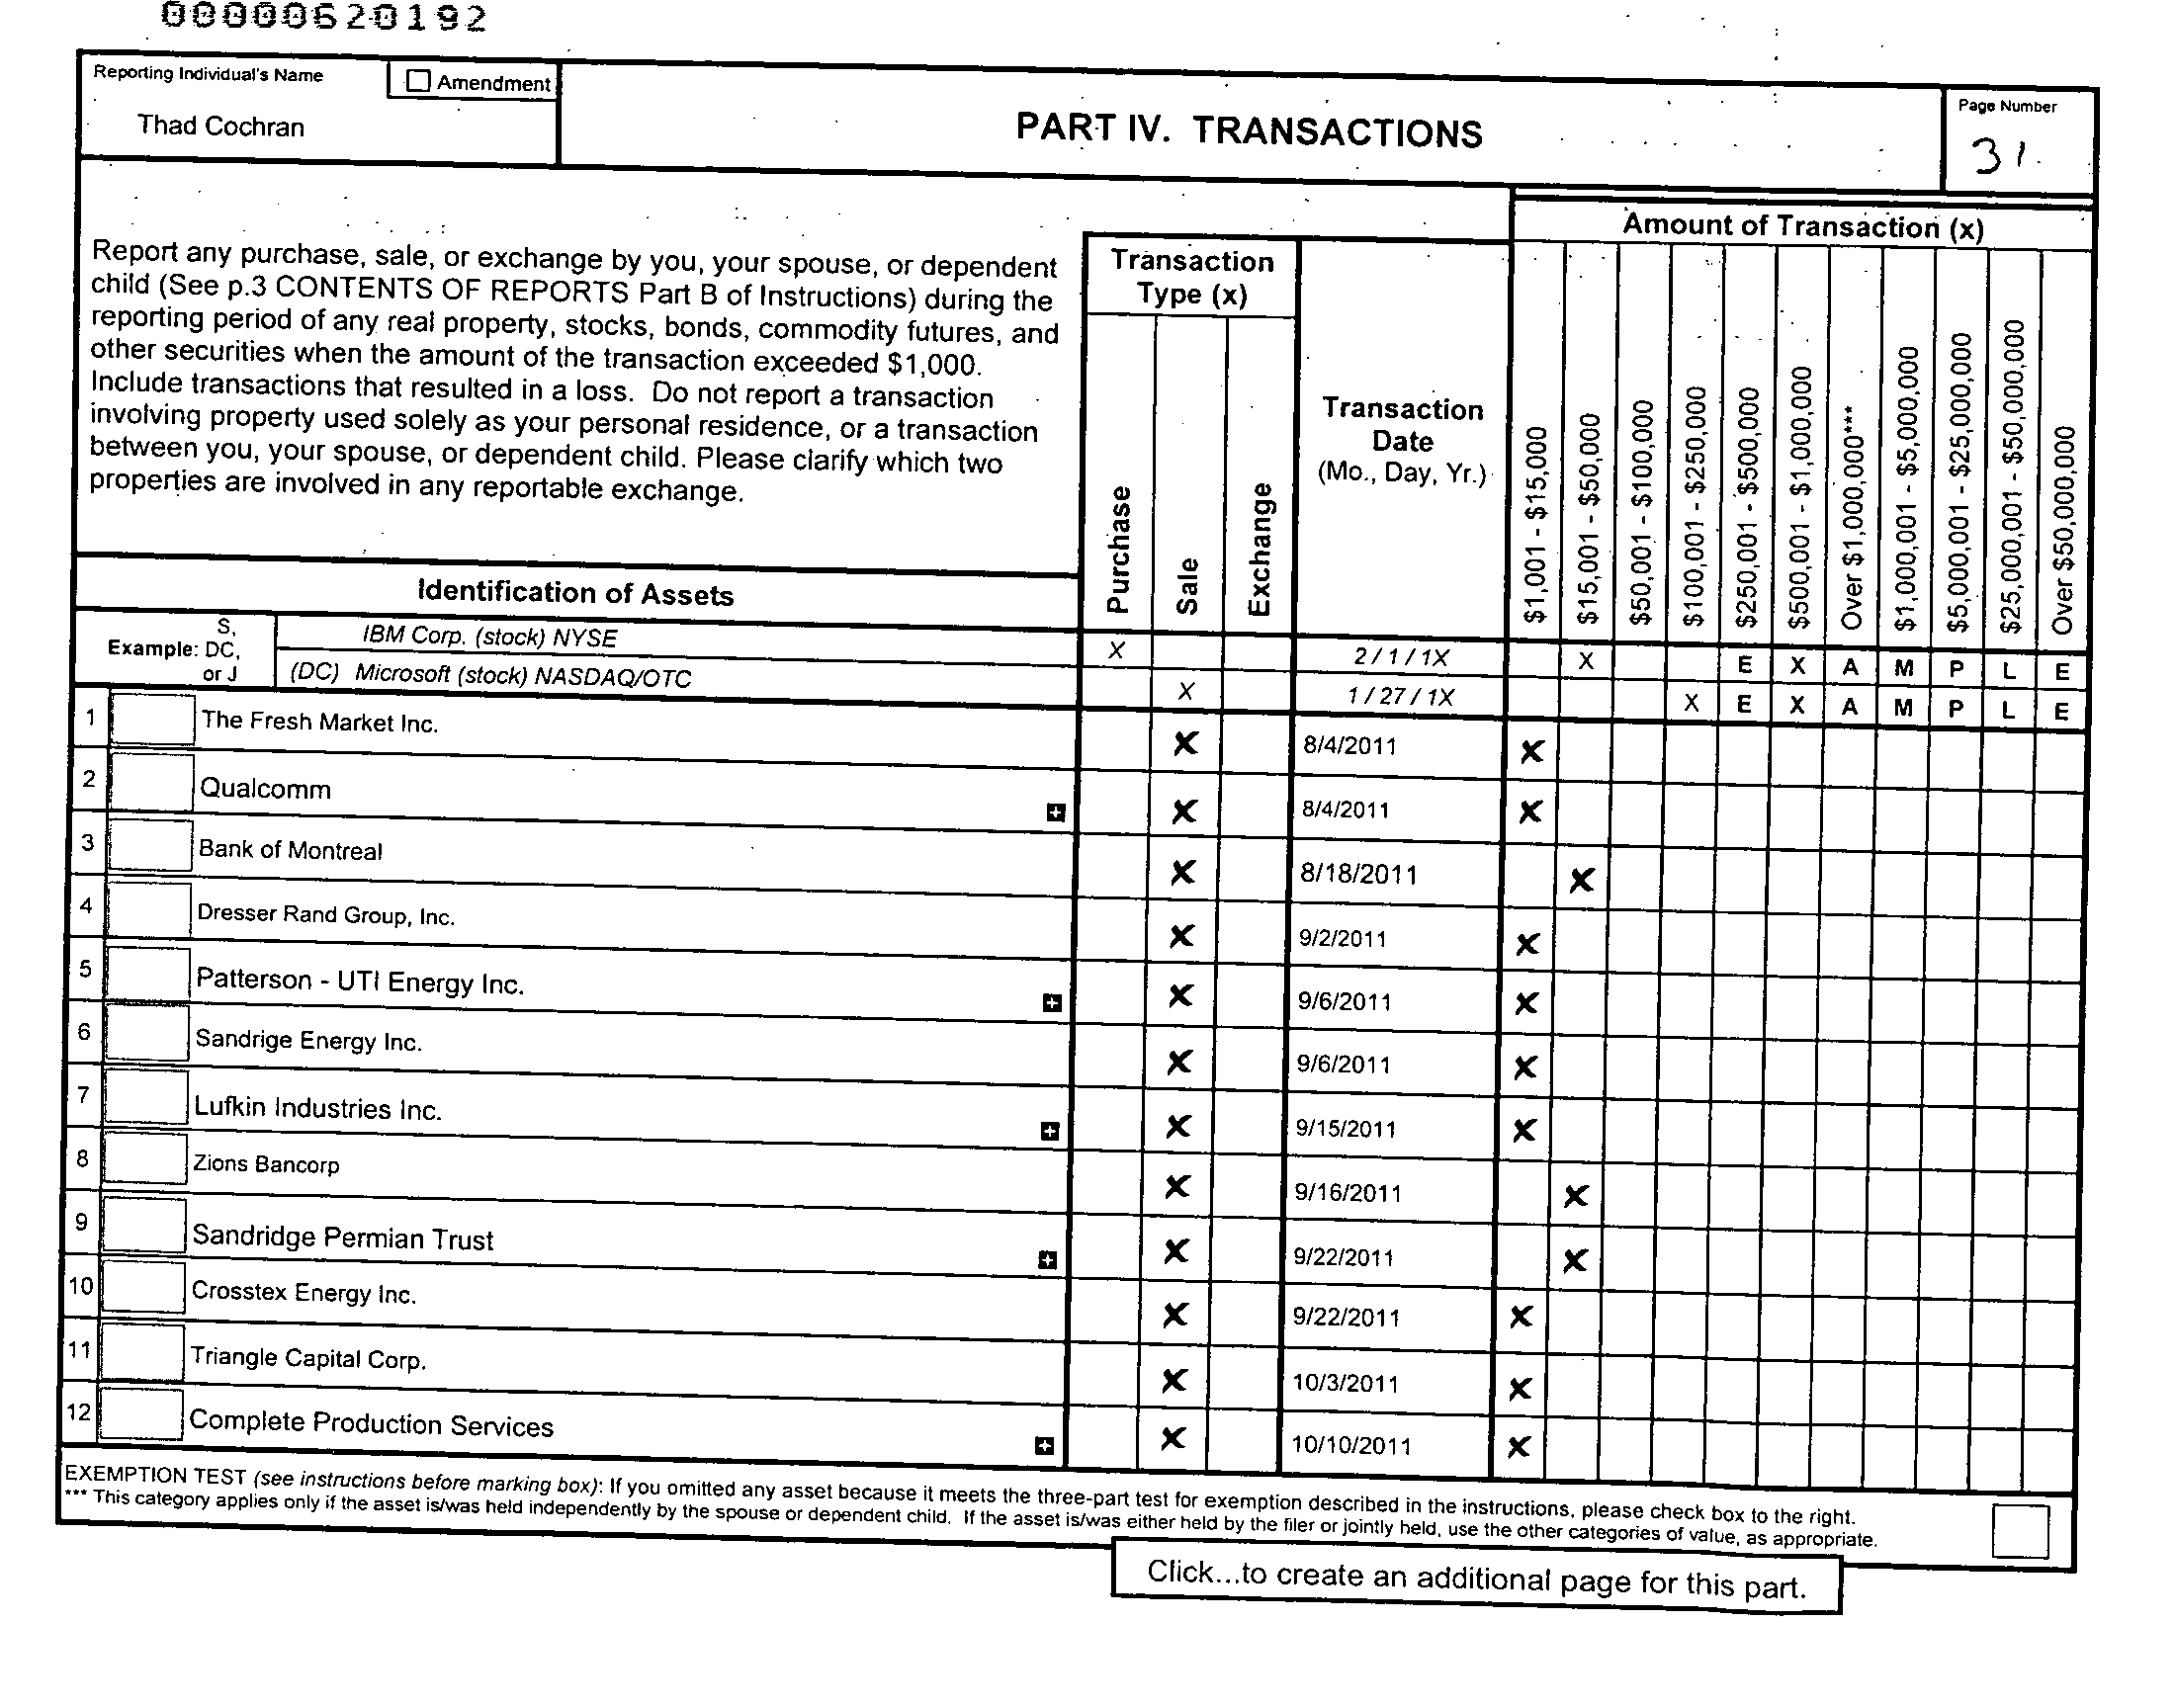 00000620192
Reporting Individual's Name
Amendment
Thad Cochran
PART IV. TRANSACTIONS
Page Number
31
Report any purchase, sale, or exchange by you, your spouse, or dependent
child (See p.3 CONTENTS OF REPORTS Part B of Instructions) during the
reporting period of any real property, stocks, bonds, commodity futures, and
other securities when the amount of the transaction exceeded $1,000.
Include transactions that resulted in a loss. Do not report a transaction
involving property used solely as your personal residence, or a transaction
between you, your spouse, or dependent child. Please clarify which two
properties are involved in any reportable exchange.
Identification of Assets
Transaction
Type (x)
Purchase
Sale
Exchange
Transaction
Date
(Mo., Day, Yr.)
Amount of Transaction (x)
$1,001 - $15,000
$15,001 - $50,000
$50,001 - $100,000
$100,001 - $250,000
$250,001 - $500,000
$500,001 - $1,000,000
Over $1,000,000***
$1,000,001 - $5,000,000
$5,000,001 - $25,000,000
$25,000,001 - $50,000,000
Over $50,000,000
Example: S, DC, or J
IBM Corp. (stock) NYSE X 2 / 1 / 1X X E X A M P L E
(DC) Microsoft (stock) NASDAQ/OTC X 1 / 27 / 1X X E X A M P L E
1 The Fresh Market Inc. X 8/4/2011 X
2 Qualcomm X 8/4/2011 X
3 Bank of Montreal X 8/18/2011 X
4 Dresser Rand Group, Inc. X 9/2/2011 X
5 Patterson - UTI Energy Inc. X 9/6/2011 X
6 Sandrige Energy Inc. X 9/6/2011 X
7 Lufkin Industries Inc. X 9/15/2011 X
8 Zions Bancorp X 9/16/2011 X
9 Sandridge Permian Trust X 9/22/2011 X
10 Crosstex Energy Inc. X 9/22/2011 X
11 Triangle Capital Corp. X 10/3/2011 X
12 Complete Production Services X 10/10/2011 X
EXEMPTION TEST (see instructions before marking box): If you omitted any asset because it meets the three-part test for exemption described in the instructions, please check box to the right.
*** This category applies only if the asset is/was held independently by the spouse or dependent child. If the asset is/was either held by the filer or jointly held, use the other categories of value, as appropriate.
Click...to create an additional page for this part.